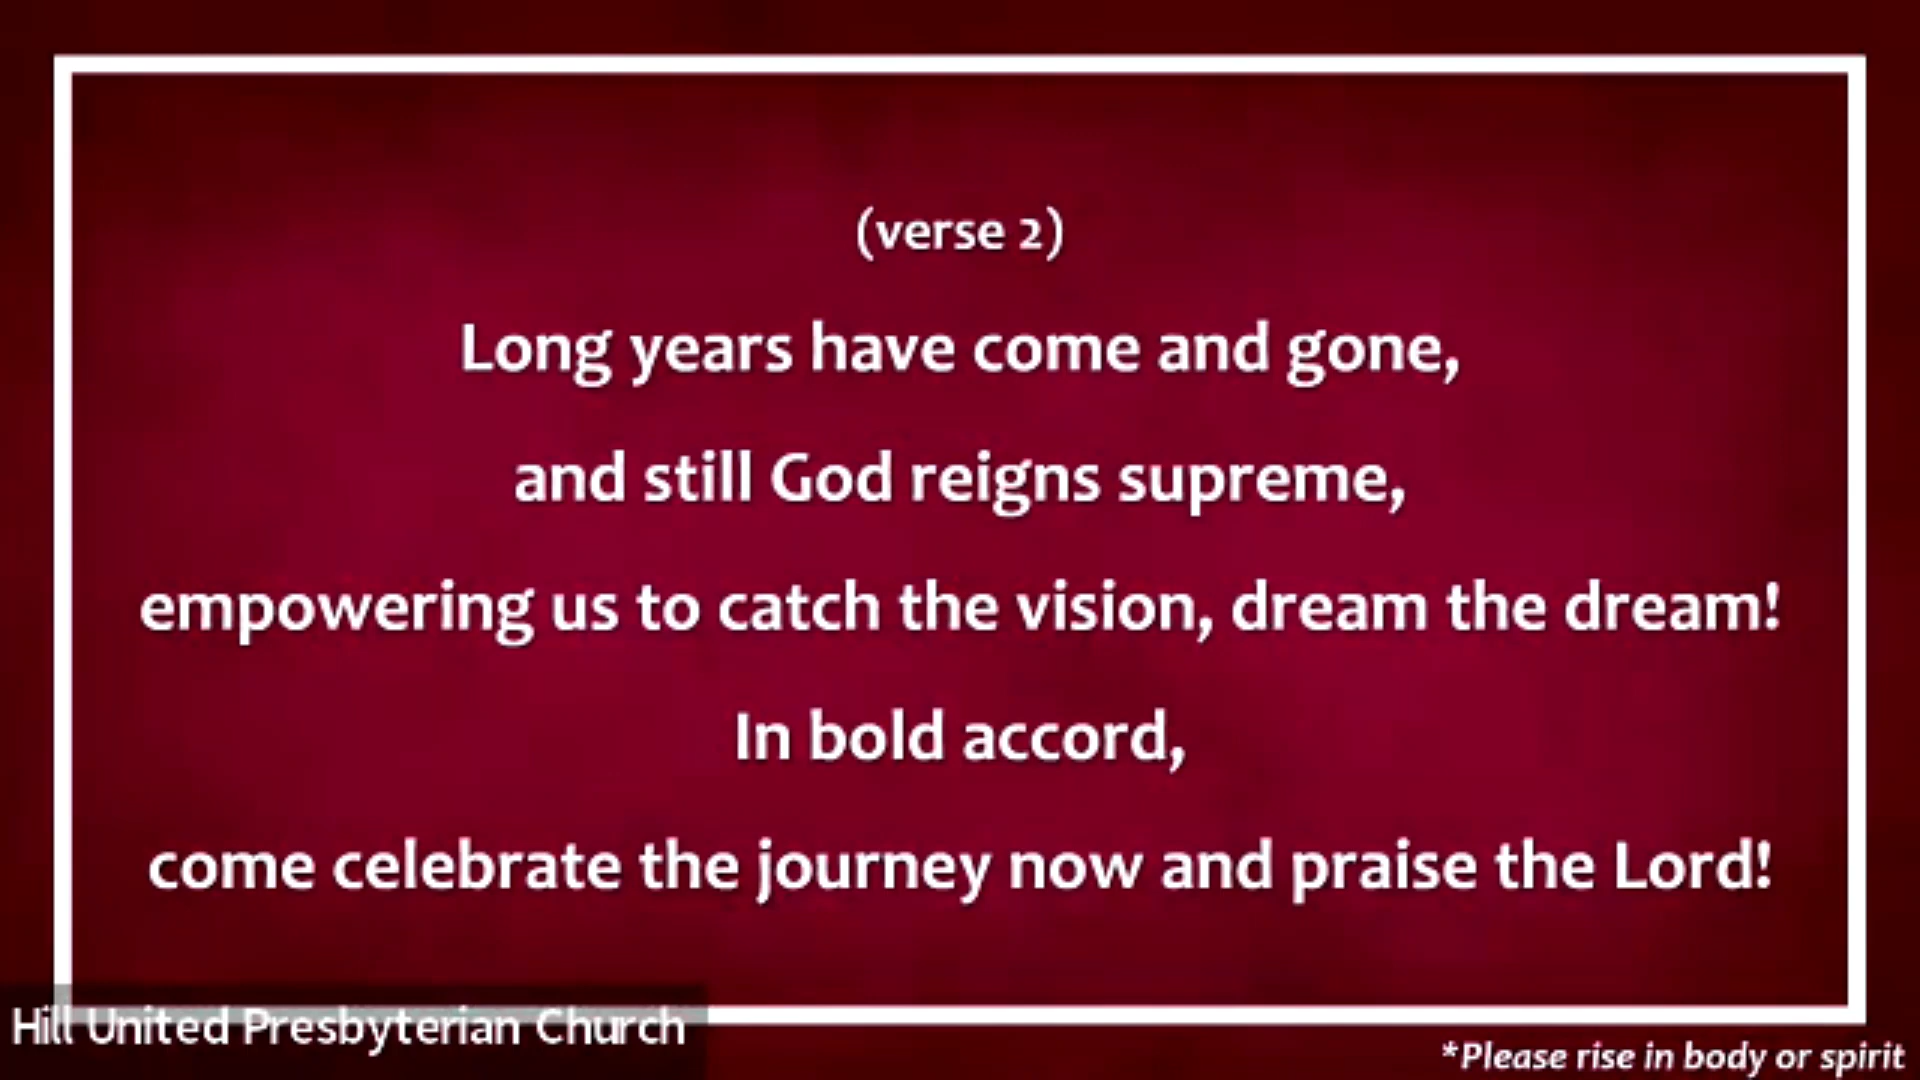 (verse 2)
Long years have come and gone,
and still God reigns supreme,
empowering us to catch the vision, dream the dream!
In bold accord,
come celebrate the journey now and praise the Lord!
Hill United Presbyterian Church
*Please rise in body or spirit